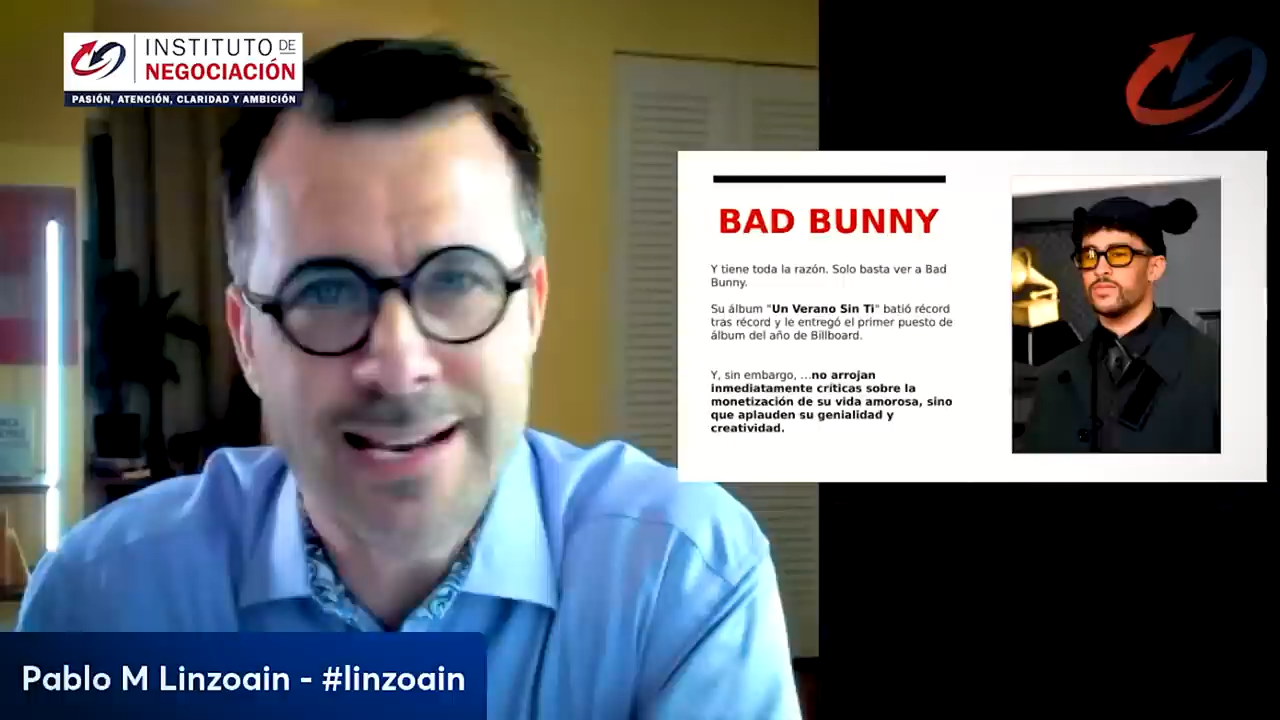 INSTITUTO DE
NEGOCIACIÓN
PASIÓN, ATENCIÓN, CLARIDAD Y AMBICIÓN
BAD BUNNY
Y tiene toda la razón. Solo basta ver a Bad
Bunny.
Su álbum "Un Verano Sin Ti" batió récord
tras récord y le entregó el primer puesto de
álbum del año de Billboard.
Y, sin embargo, ...no arrojan
inmediatamente críticas sobre la
monetización de su vida amorosa, sino
que aplauden su genialidad y
creatividad.
Pablo M Linzoain - #linzoain